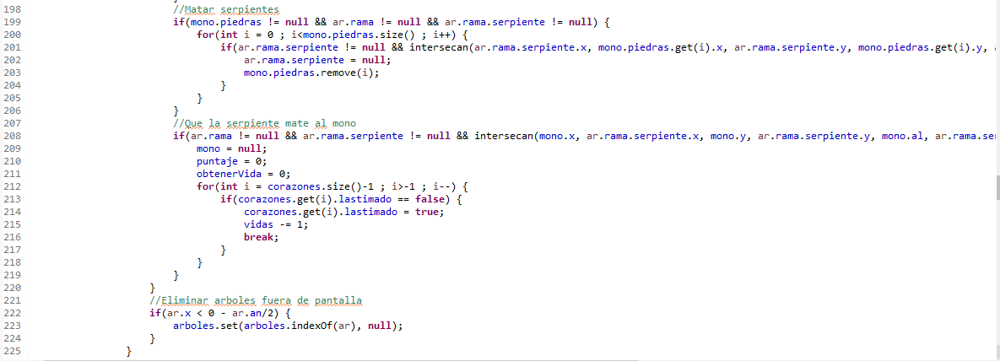 198 //Matar serpientes
199 if(mono.piedras != null && ar.rama != null && ar.rama.serpiente != null) {
200 for(int i = 0 ; i<mono.piedras.size() ; i++) {
201 if(ar.rama.serpiente != null && intersecan(ar.rama.serpiente.x, mono.piedras.get(i).x, ar.rama.serpiente.y, mono.piedras.get(i).y,
202 ar.rama.serpiente = null;
203 mono.piedras.remove(i);
204 }
205 }
206 }
207 //Que la serpiente mate al mono
208 if(ar.rama != null && ar.rama.serpiente != null && intersecan(mono.x, ar.rama.serpiente.x, mono.y, ar.rama.serpiente.y, mono.al, ar.rama.se
209 mono = null;
210 puntaje = 0;
211 obtenerVida = 0;
212 for(int i = corazones.size()-1 ; i>-1 ; i--) {
213 if(corazones.get(i).lastimado == false) {
214 corazones.get(i).lastimado = true;
215 vidas -= 1;
216 break;
217 }
218 }
219 }
220 }
221 //Eliminar arboles fuera de pantalla
222 if(ar.x < 0 - ar.an/2) {
223 arboles.set(arboles.indexOf(ar), null);
224 }
225 }